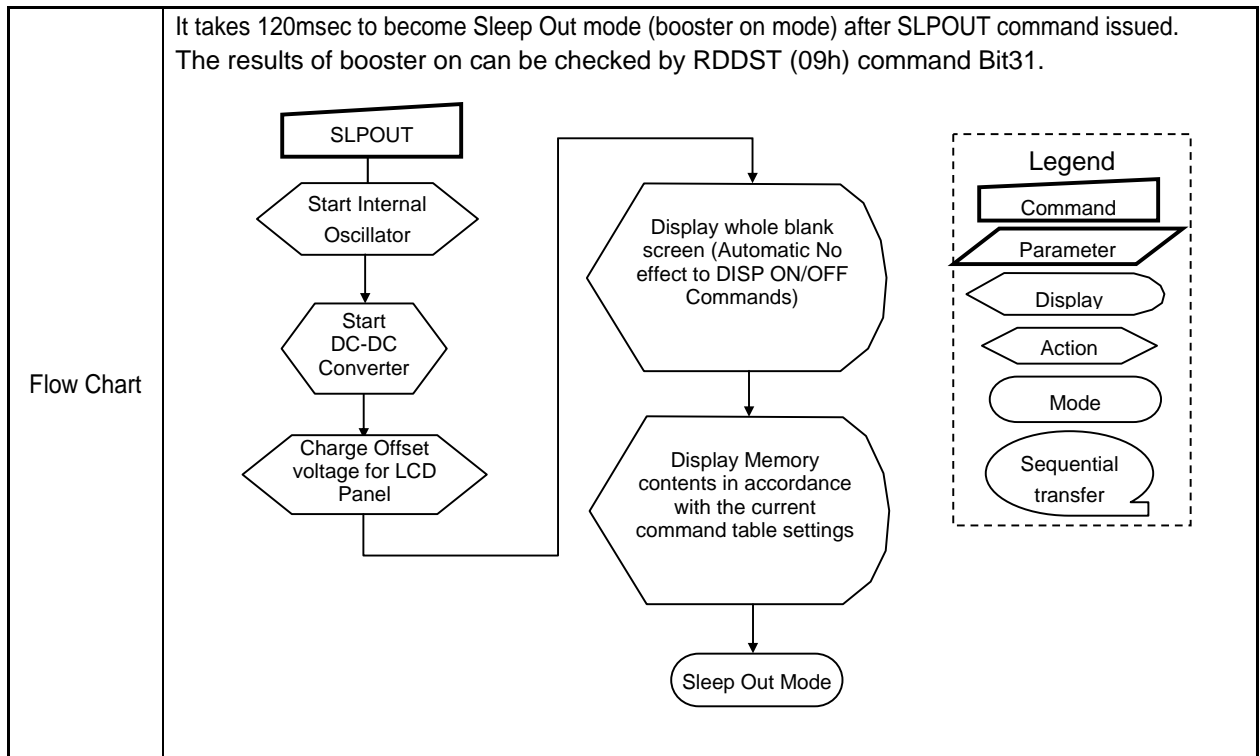 Flow Chart
It takes 120msec to become Sleep Out mode (booster on mode) after SLPOUT command issued.
The results of booster on can be checked by RDDST (09h) command Bit31.
SLPOUT
Start Internal
Oscillator
Start
DC-DC
Converter
Charge Offset
voltage for LCD
Panel
Display whole blank
screen (Automatic No
effect to DISP ON/OFF
Commands)
Display Memory
contents in accordance
with the current
command table settings
Sleep Out Mode
Legend
Command
Parameter
Display
Action
Mode
Sequential
transfer